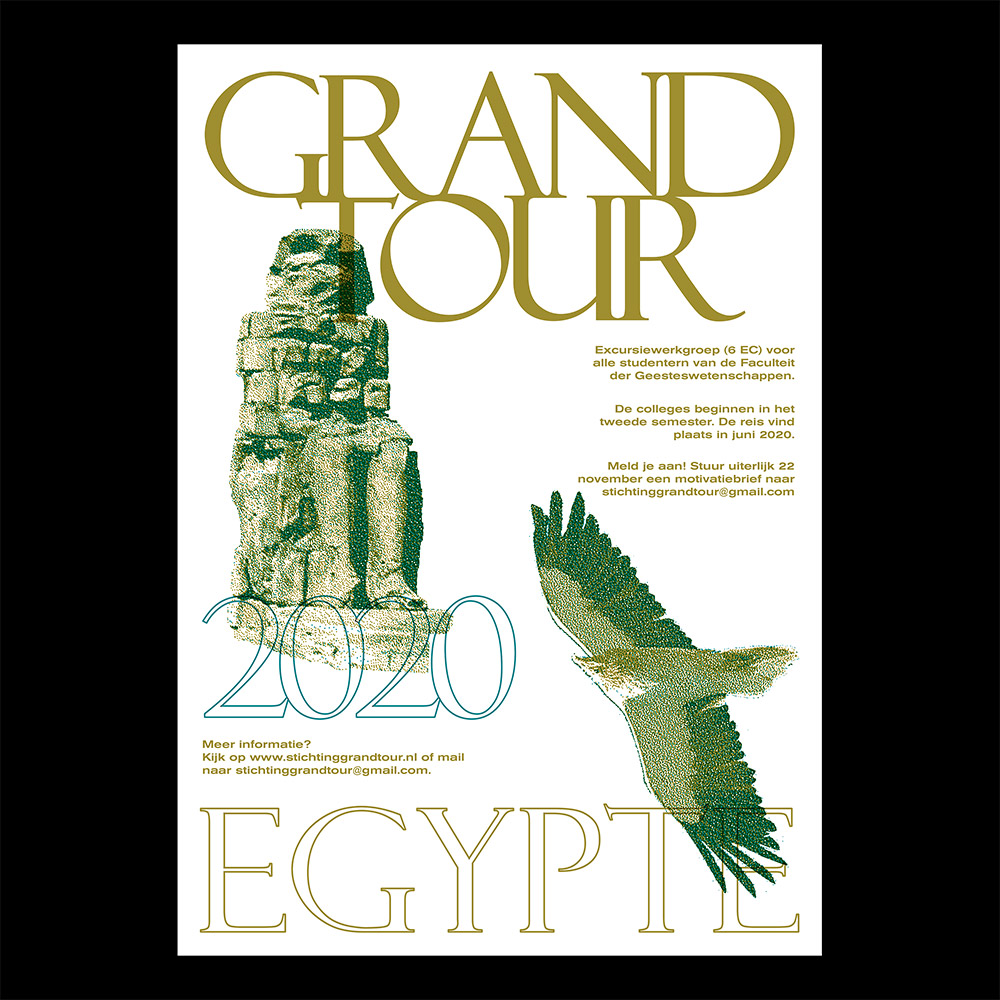 GRAND
TOUR
Excursiewerkgroep (6 EC) voor
alle studentern van de Faculteit
der Geesteswetenschappen.
De colleges beginnen in het
tweede semester. De reis vind
plaats in juni 2020.
Meld je aan! Stuur uiterlijk 22
november een motivatiebrief naar
stichtinggrandtour@gmail.com
2020
Meer informatie?
Kijk op www.stichtinggrandtour.nl of mail
naar stichtinggrandtour@gmail.com.
EGYPTE